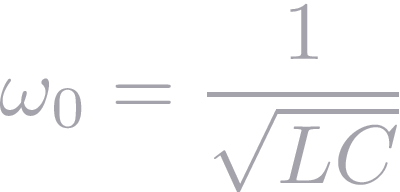 ω₀ = 1/√(LC)